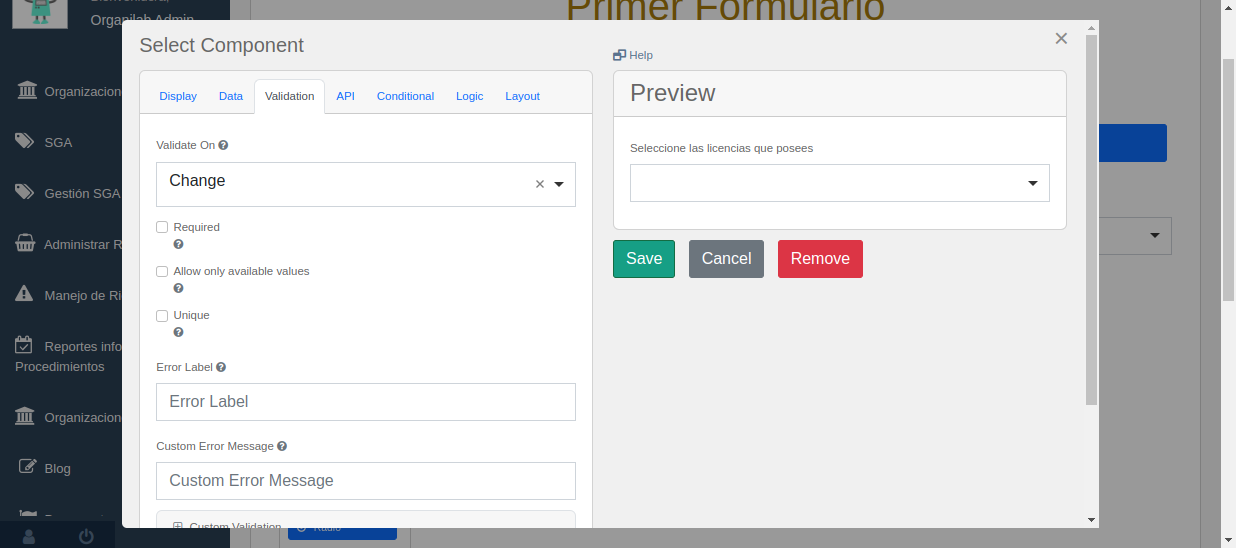 Primer Formulario
Organilab Admin
Select Component
×
Help
Display Data Validation API Conditional Logic Layout
Preview
Organizacion
SGA
Gestión SGA
Administrar R
Manejo de Ri
Reportes info
Procedimientos
Organizacion
Blog
Validate On
Change
×
Required
Allow only available values
Unique
Error Label
Error Label
Custom Error Message
Custom Error Message
Custom Validation
Seleccione las licencias que posees
Save Cancel Remove
Radio